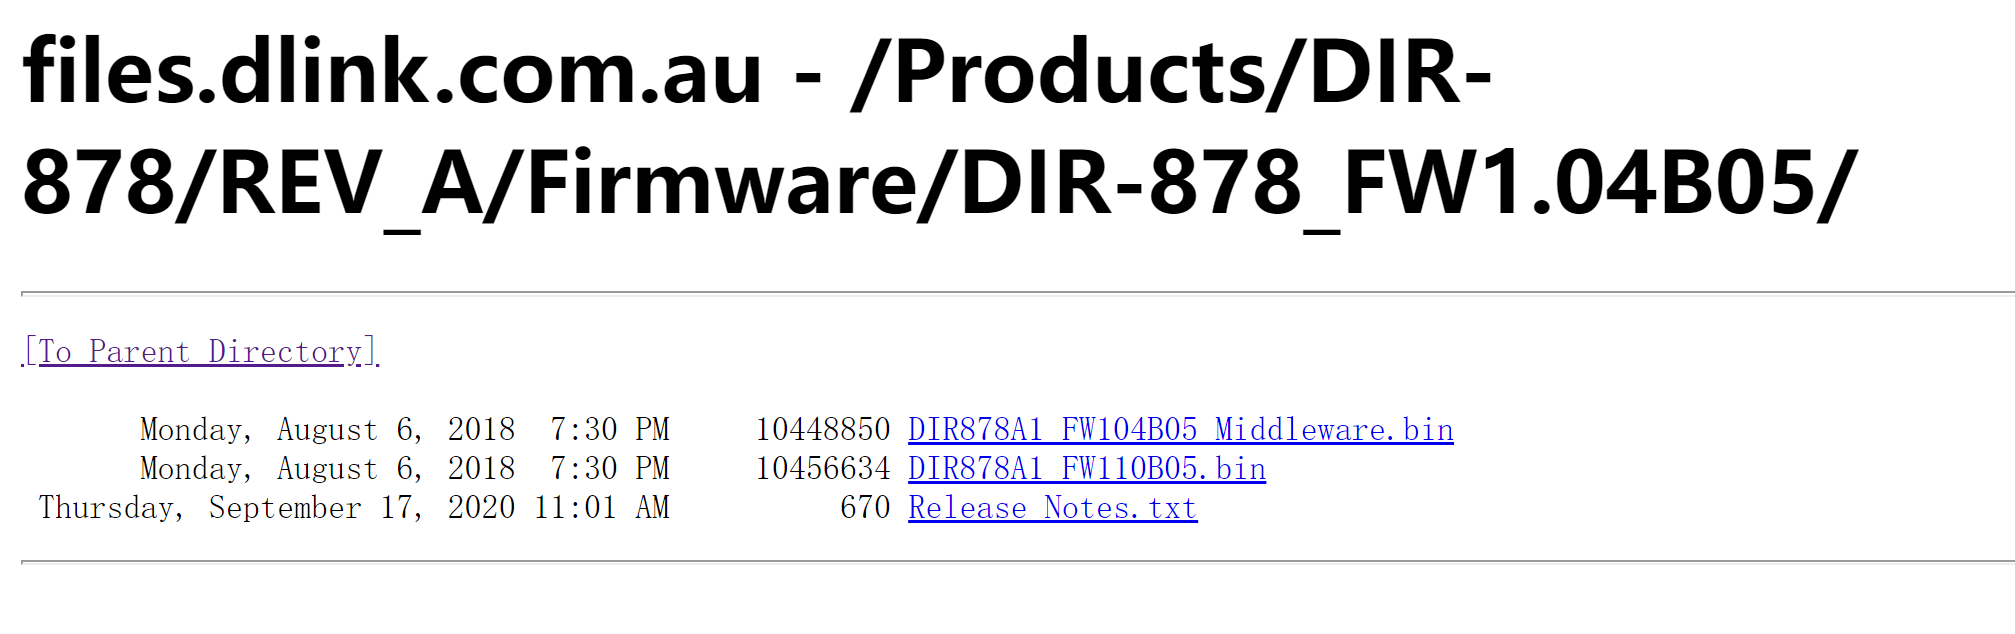 files.dlink.com.au - /Products/DIR-
878/REV_A/Firmware/DIR-878_FW1.04B05/
[To Parent Directory]
Monday, August 6, 2018 7:30 PM 10448850 DIR878A1_FW104B05_Middleware.bin
Monday, August 6, 2018 7:30 PM 10456634 DIR878A1_FW110B05.bin
Thursday, September 17, 2020 11:01 AM 670 Release_Notes.txt